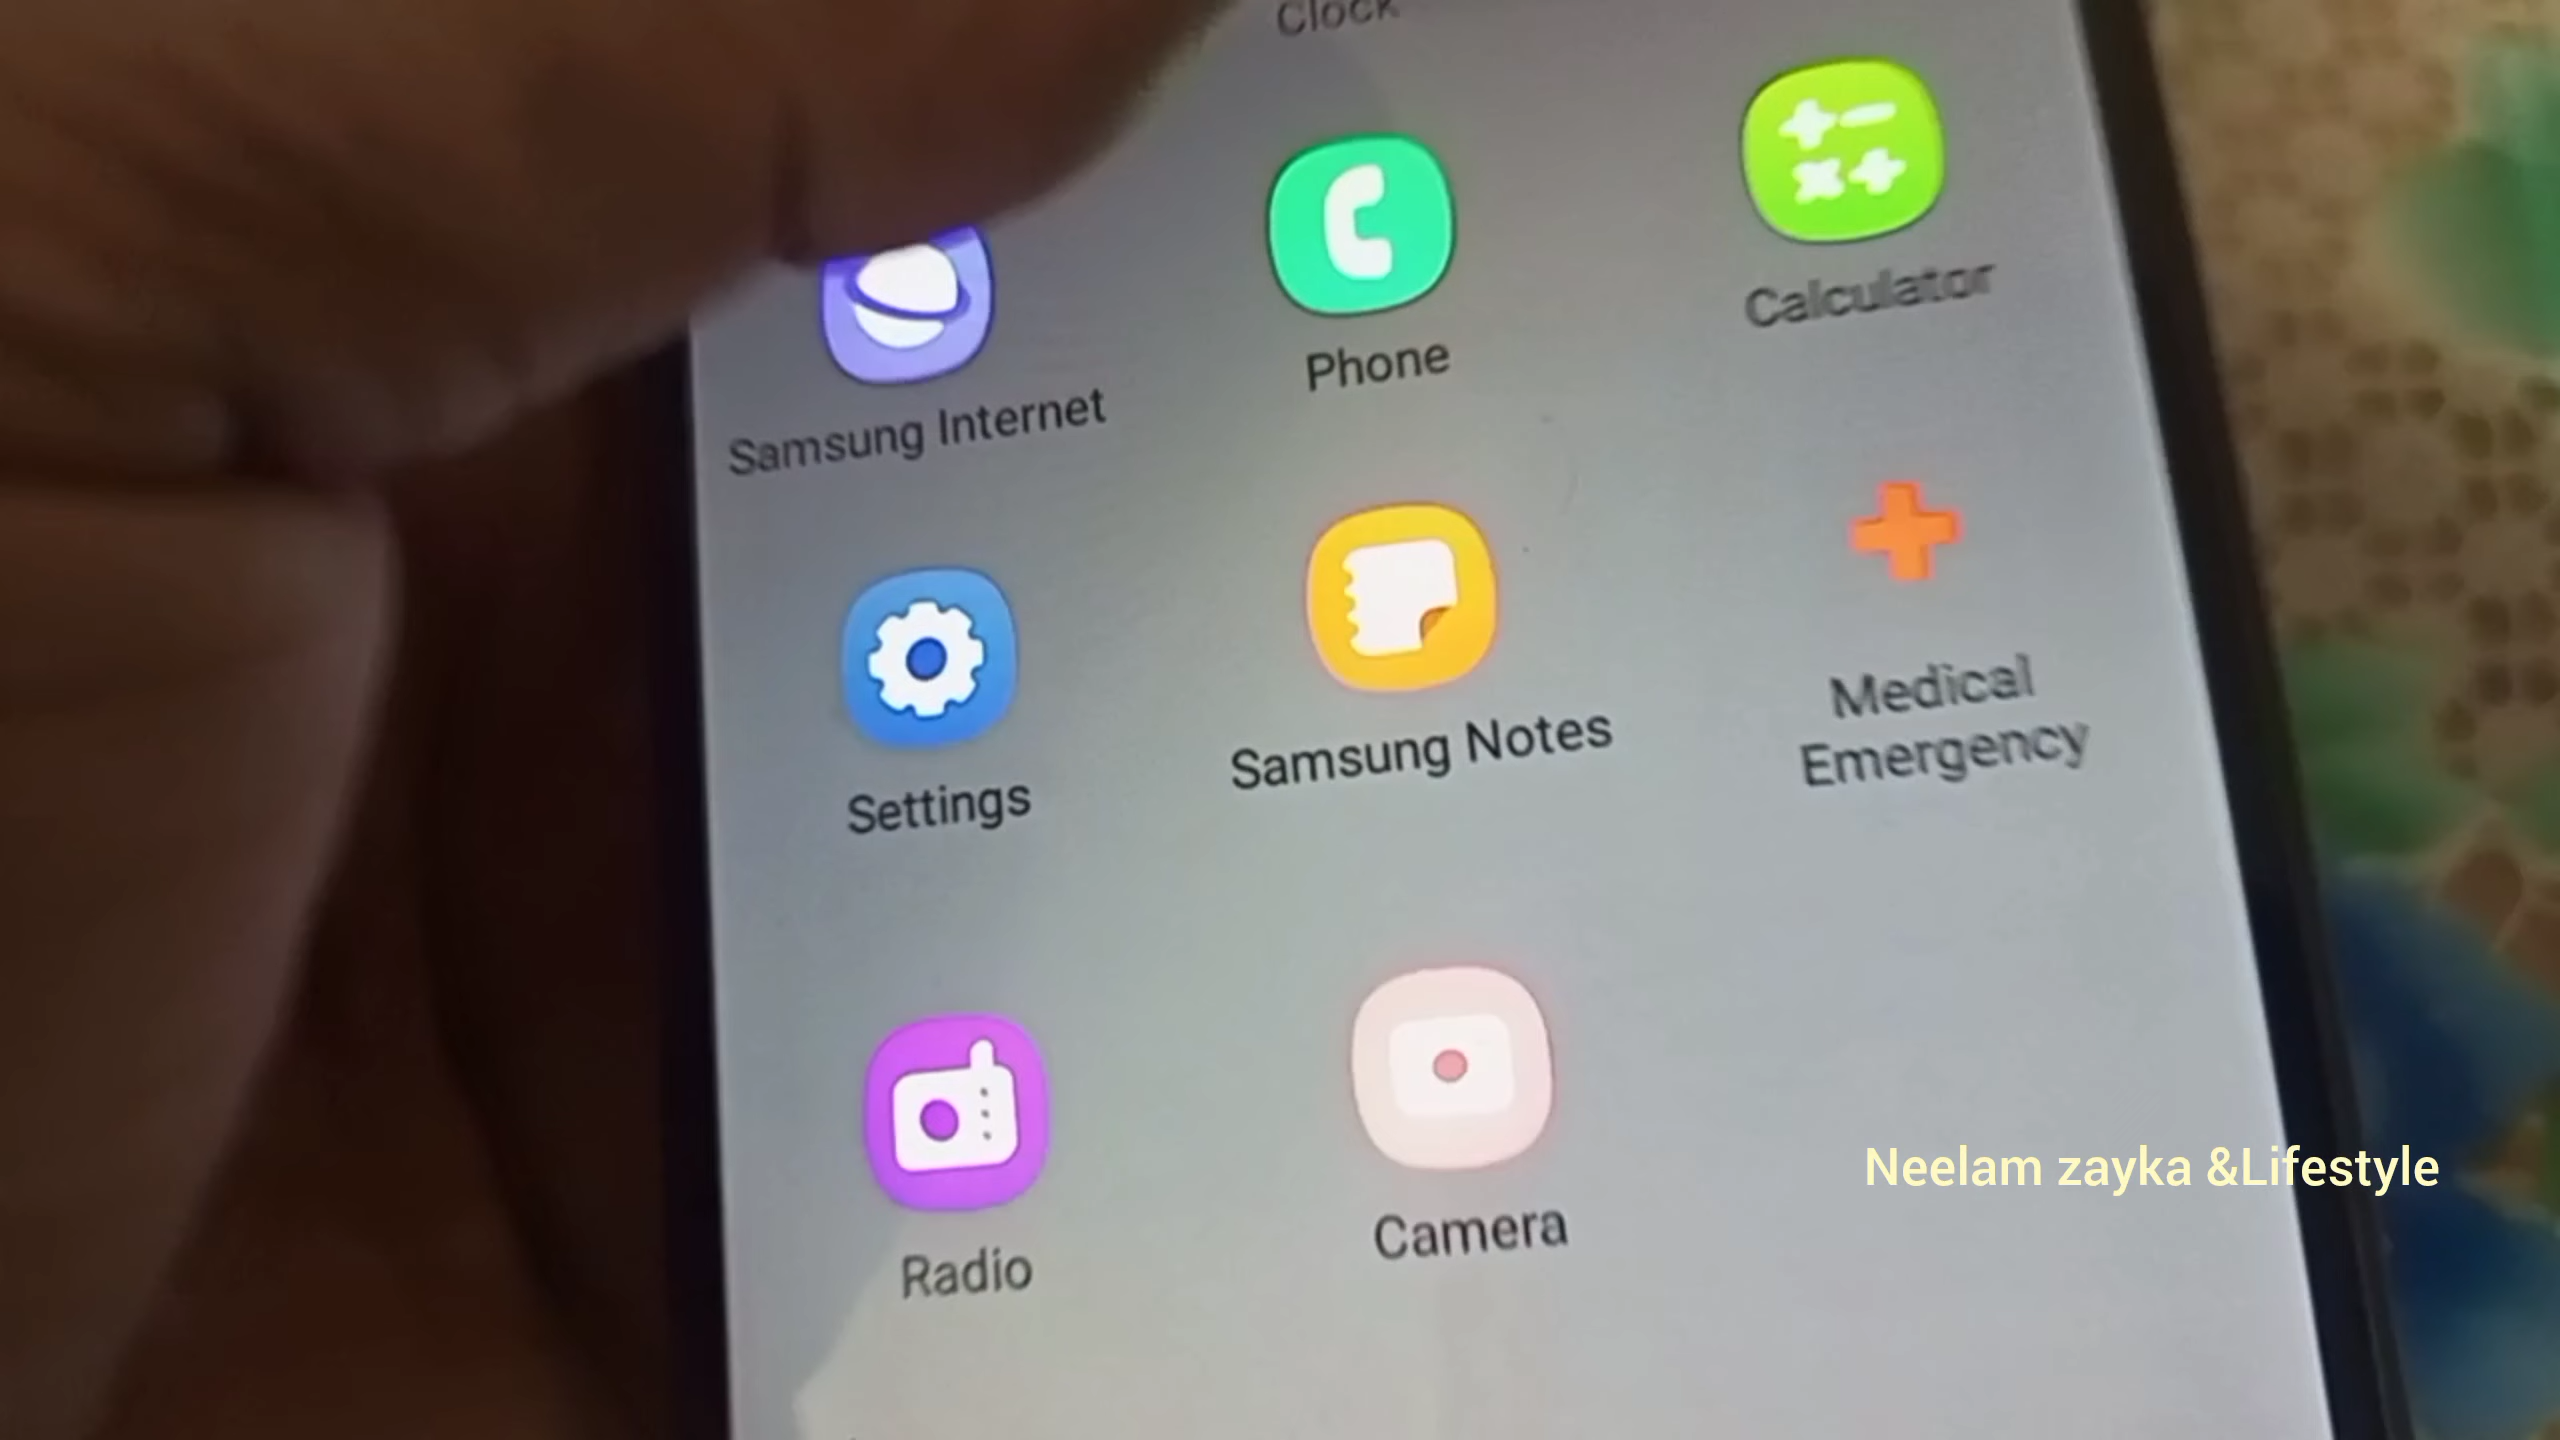 Clock
Samsung Internet
Phone
Calculator
Settings
Samsung Notes
Medical
Emergency
Radio
Camera
Neelam zayka &Lifestyle